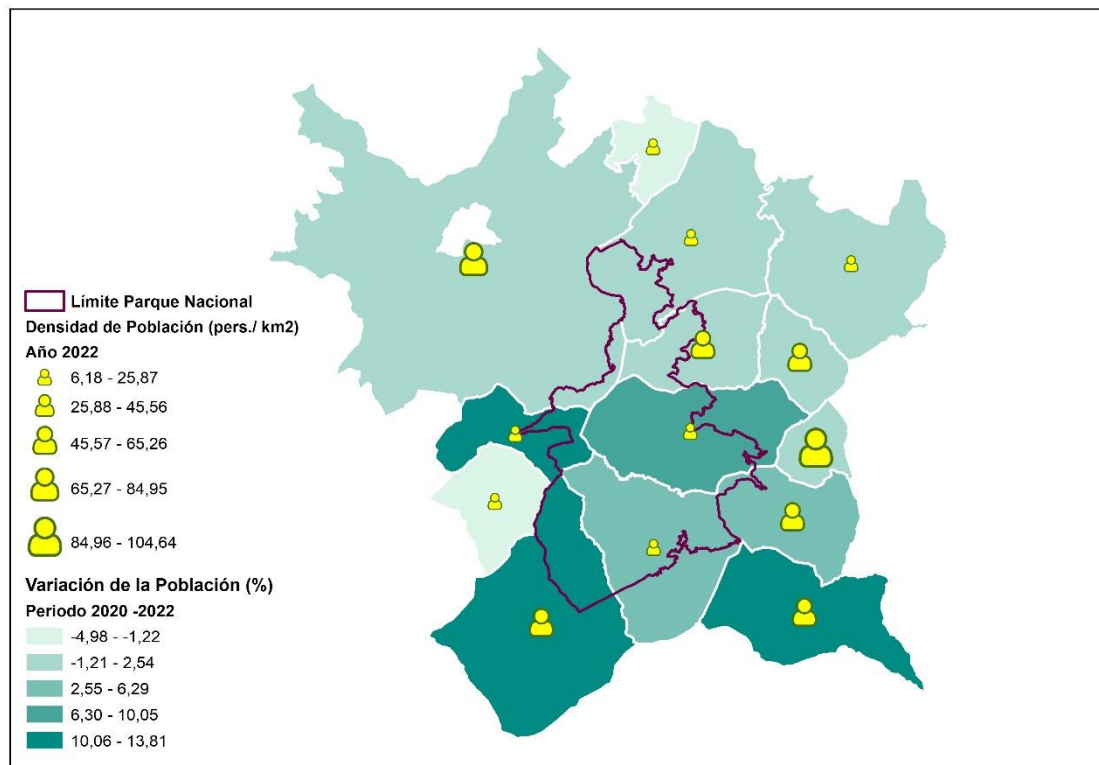 Límite Parque Nacional
Densidad de Población (pers./ km2)
Año 2022
6,18 - 25,87
25,88 - 45,56
45,57 - 65,26
65,27 - 84,95
84,96 - 104,64
Variación de la Población (%)
Periodo 2020 -2022
-4,98 - -1,22
-1,21 - 2,54
2,55 - 6,29
6,30 - 10,05
10,06 - 13,81